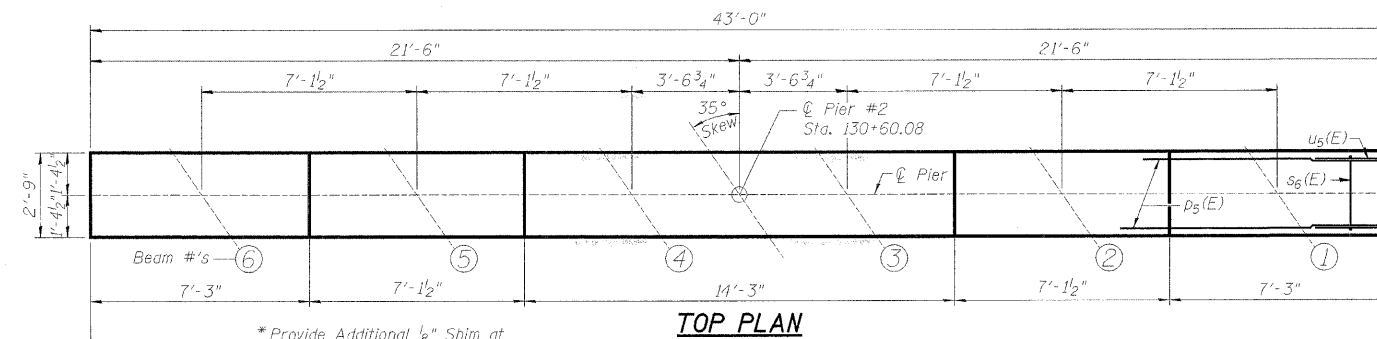 43'-0"
21'-6" 21'-6"
7'-1½" 7'-1½" 3'-6¾" 3'-6¾" 7'-1½" 7'-1½"
35°
Skew
℄ Pier #2
Sta. 130+60.08
u5(E)
2'-9"
1'-4½" 1'-4½"
℄ Pier
s6(E)
p5(E)
Beam #'s 6 5 4 3 2 1
7'-3" 7'-1½" 14'-3" 7'-1½" 7'-3"
TOP PLAN
*Provide Additional ⅛" Shim at